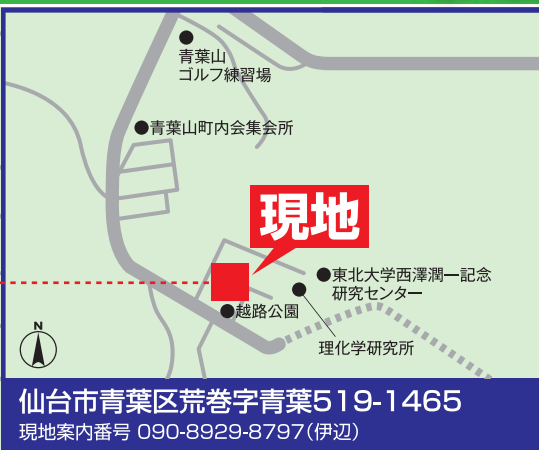 青葉山
ゴルフ練習場
青葉山町内会集会所
現地
東北大学西澤潤一記念
研究センター
越路公園
理化学研究所
N
仙台市青葉区荒巻字青葉519-1465
現地案内番号 090-8929-8797(伊辺)